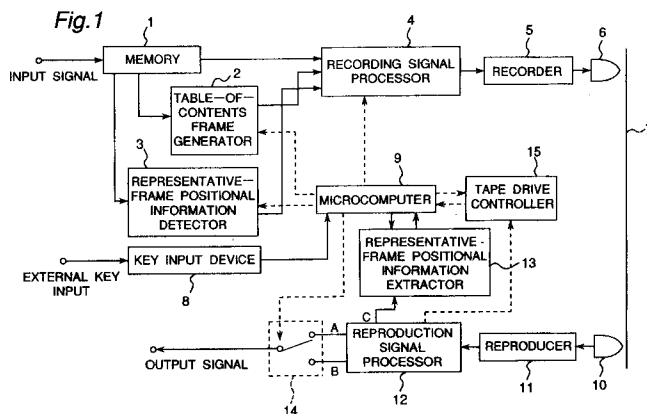 Fig.1
1
4
5
6
INPUT SIGNAL
MEMORY
RECORDING SIGNAL
PROCESSOR
RECORDER
2
TABLE-OF-
CONTENTS
FRAME
GENERATOR
3
REPRESENTATIVE-
FRAME POSITIONAL
INFORMATION
DETECTOR
9
MICROCOMPUTER
15
TAPE DRIVE
CONTROLLER
EXTERNAL KEY
INPUT
KEY INPUT DEVICE
8
REPRESENTATIVE-
FRAME POSITIONAL
INFORMATION
EXTRACTOR
13
C
A
B
OUTPUT SIGNAL
14
REPRODUCTION
SIGNAL
PROCESSOR
12
REPRODUCER
11
10